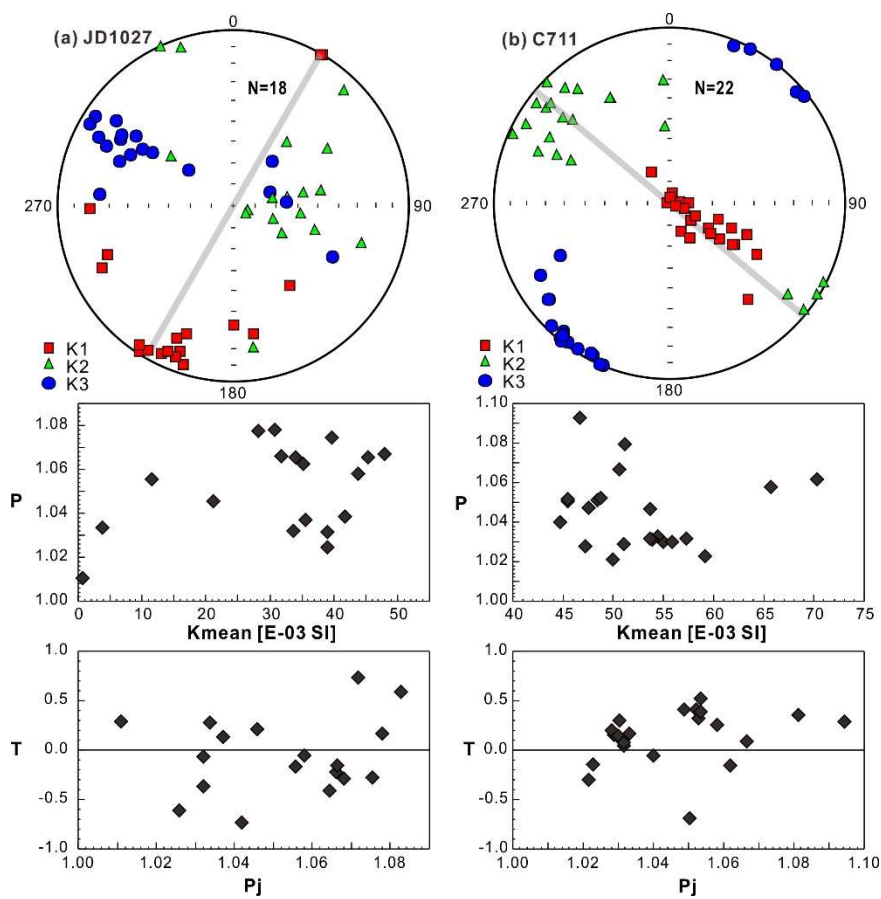 (a) JD1027
0
N=18
270
90
180
K1
K2
K3
(b) C711
0
N=22
270
90
180
K1
K2
K3
P
1.08
1.06
1.04
1.02
1.00
0 10 20 30 40 50
Kmean [E-03 SI]
P
1.10
1.08
1.06
1.04
1.02
1.00
40 45 50 55 60 65 70 75
Kmean [E-03 SI]
T
1.0
0.5
0.0
-0.5
-1.0
1.00 1.02 1.04 1.06 1.08
Pj
T
1.0
0.5
0.0
-0.5
-1.0
1.00 1.02 1.04 1.06 1.08 1.10
Pj